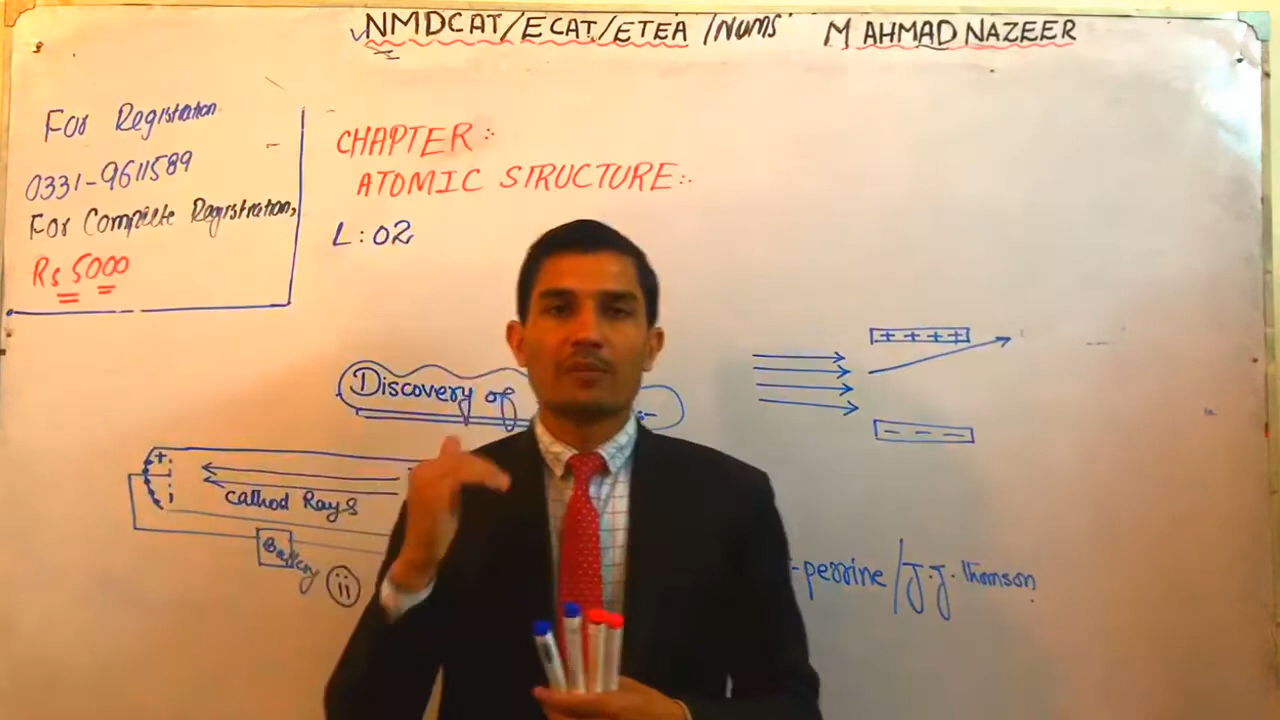 NMDCAT/ECAT/ETEA/NUMS M AHMAD NAZEER
For Registration
0331-9611589
For Complete Registration,
Rs 5000
CHAPTER:-
ATOMIC STRUCTURE:-
L:02
+ + + +
Discovery of
- - - -
+
Cathod Rays
Battery
ii
-perrine/J.J.Thomson